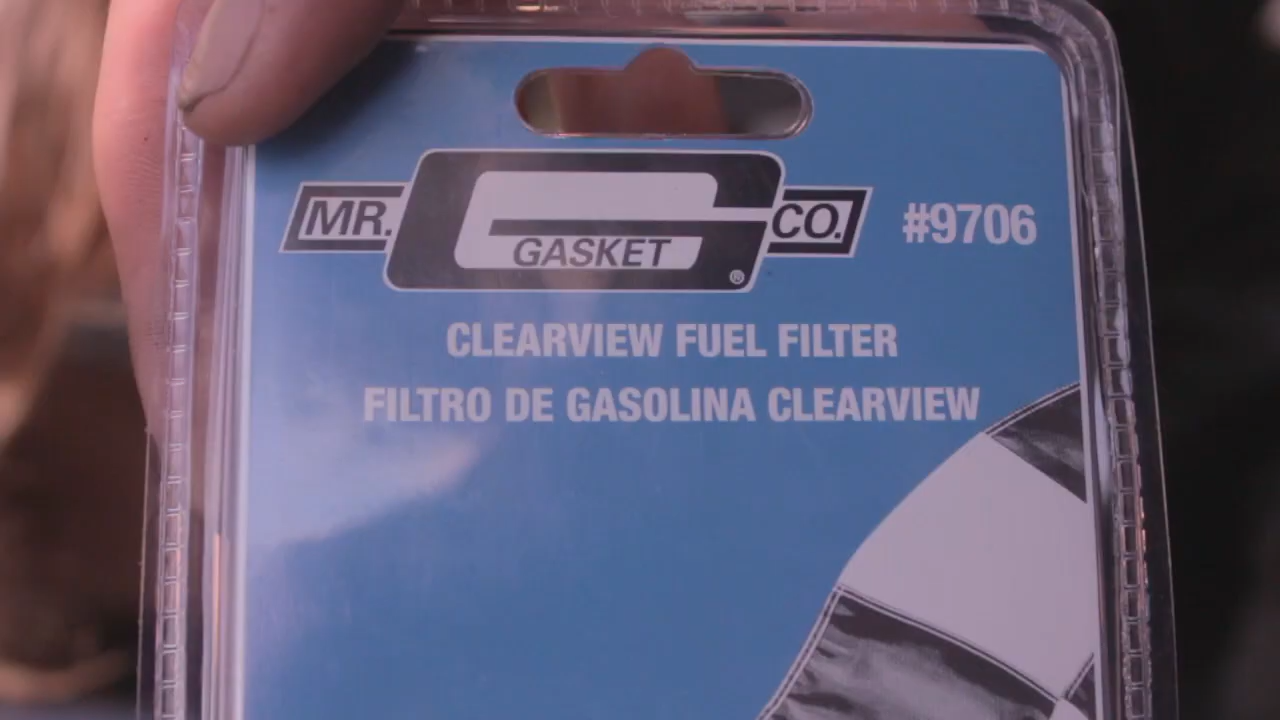 MR. GASKET CO.®
#9706
CLEARVIEW FUEL FILTER
FILTRO DE GASOLINA CLEARVIEW